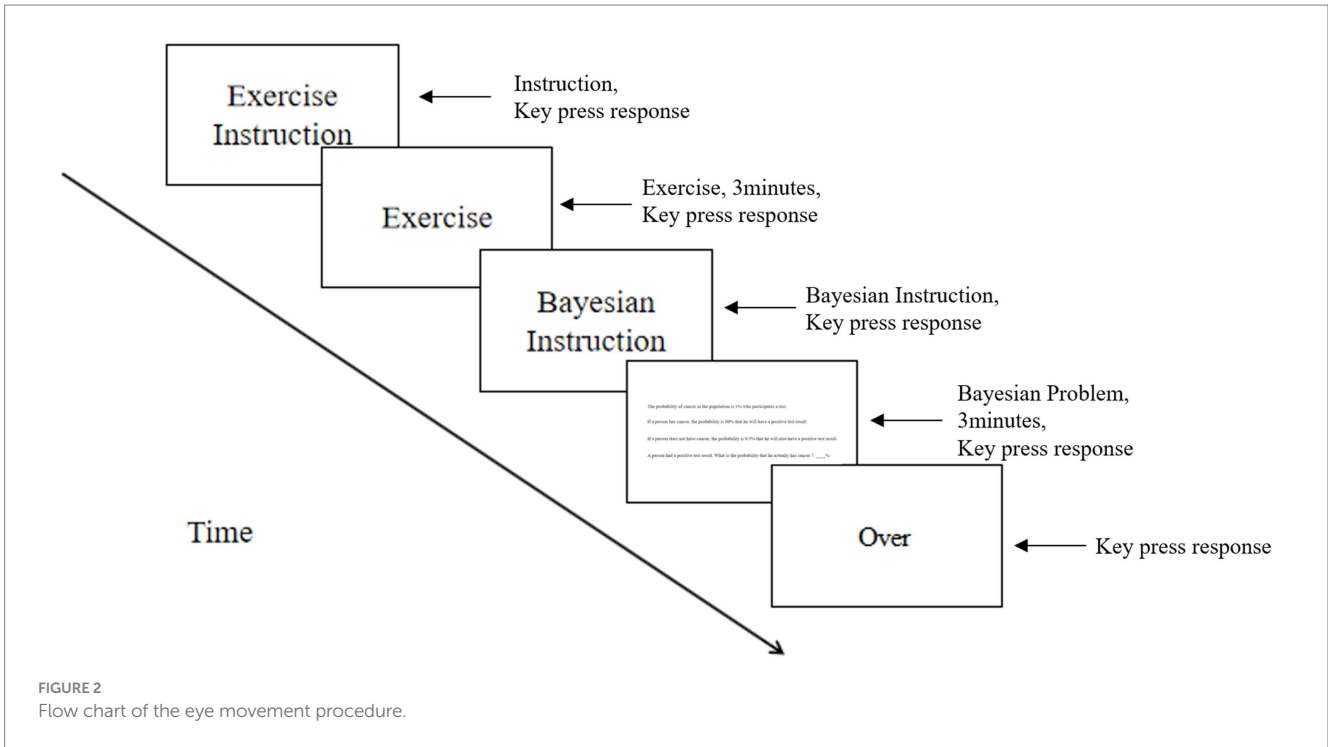 Exercise
Instruction
Instruction,
Key press response
Exercise
Exercise, 3minutes,
Key press response
Bayesian
Instruction
Bayesian Instruction,
Key press response
The probability of cancer in the population is 1% who participates a test.
If a person has cancer, the probability is 80% that he will have a positive test result.
If a person does not have cancer, the probability is 9.5% that he will also have a positive test result.
A person had a positive test result. What is the probability that he actually has cancer ? ____%
Bayesian Problem,
3minutes,
Key press response
Over
Key press response
Time
FIGURE 2
Flow chart of the eye movement procedure.